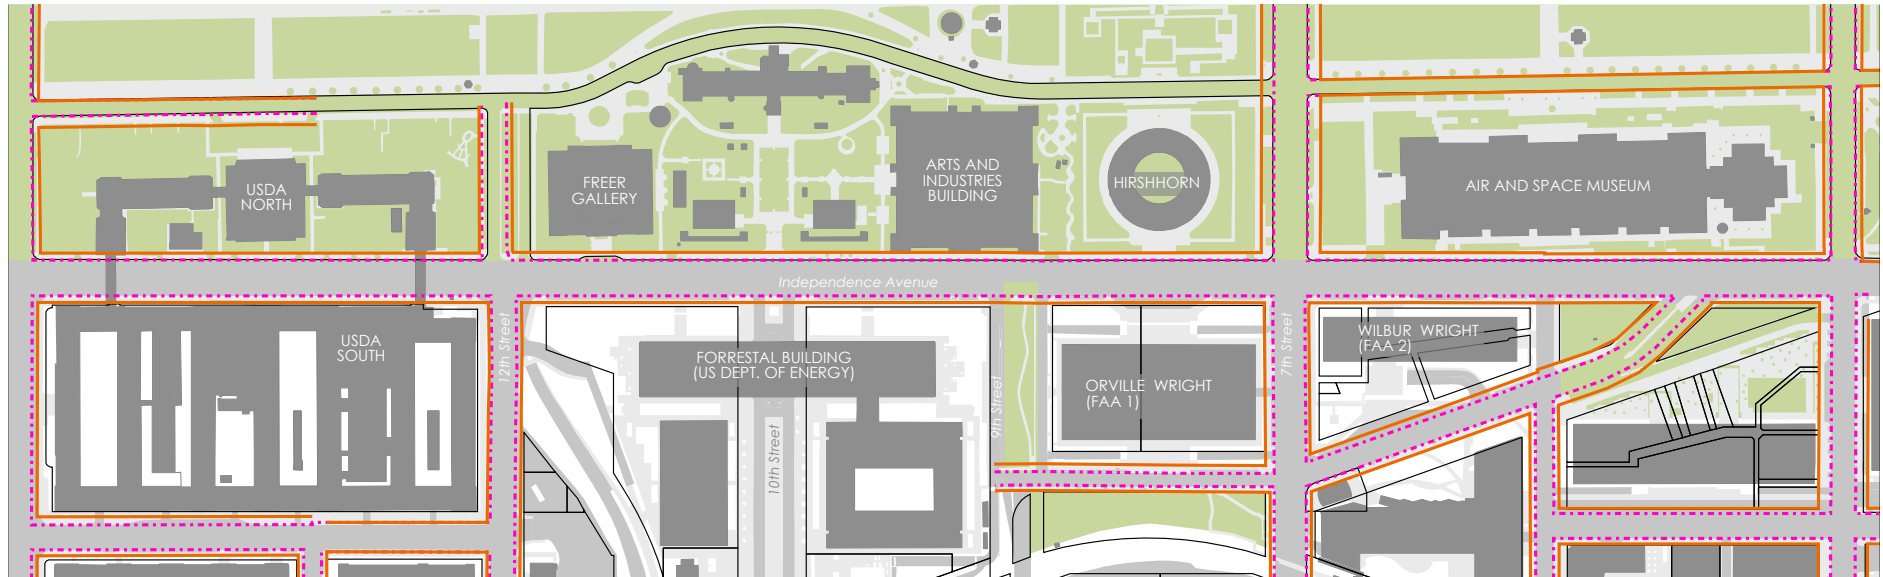 USDA
NORTH
FREER
GALLERY
ARTS AND
INDUSTRIES
BUILDING
HIRSHHORN
AIR AND SPACE MUSEUM
Independence Avenue
USDA
SOUTH
12th Street
FORRESTAL BUILDING
(US DEPT. OF ENERGY)
10th Street
9th Street
ORVILLE WRIGHT
(FAA 1)
7th Street
WILBUR WRIGHT
(FAA 2)